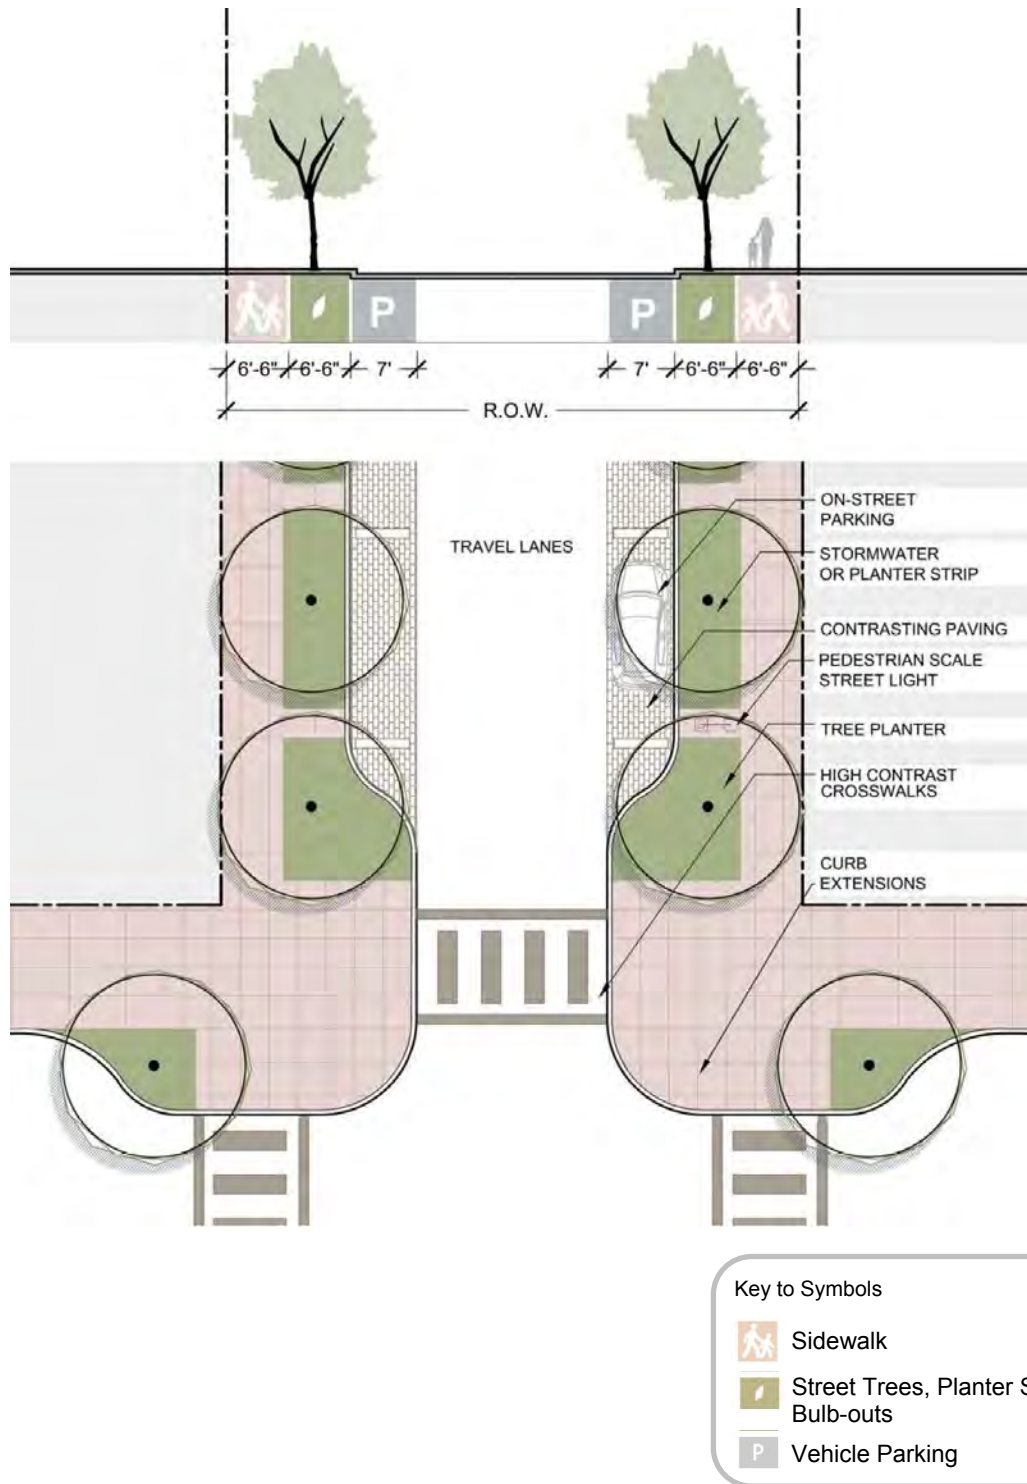 P
P
6'-6" 6'-6" 7' 7' 6'-6" 6'-6"
R.O.W.
TRAVEL LANES
ON-STREET
PARKING
STORMWATER
OR PLANTER STRIP
CONTRASTING PAVING
PEDESTRIAN SCALE
STREET LIGHT
TREE PLANTER
HIGH CONTRAST
CROSSWALKS
CURB
EXTENSIONS
Key to Symbols
Sidewalk
Street Trees, Planter S
Bulb-outs
P Vehicle Parking